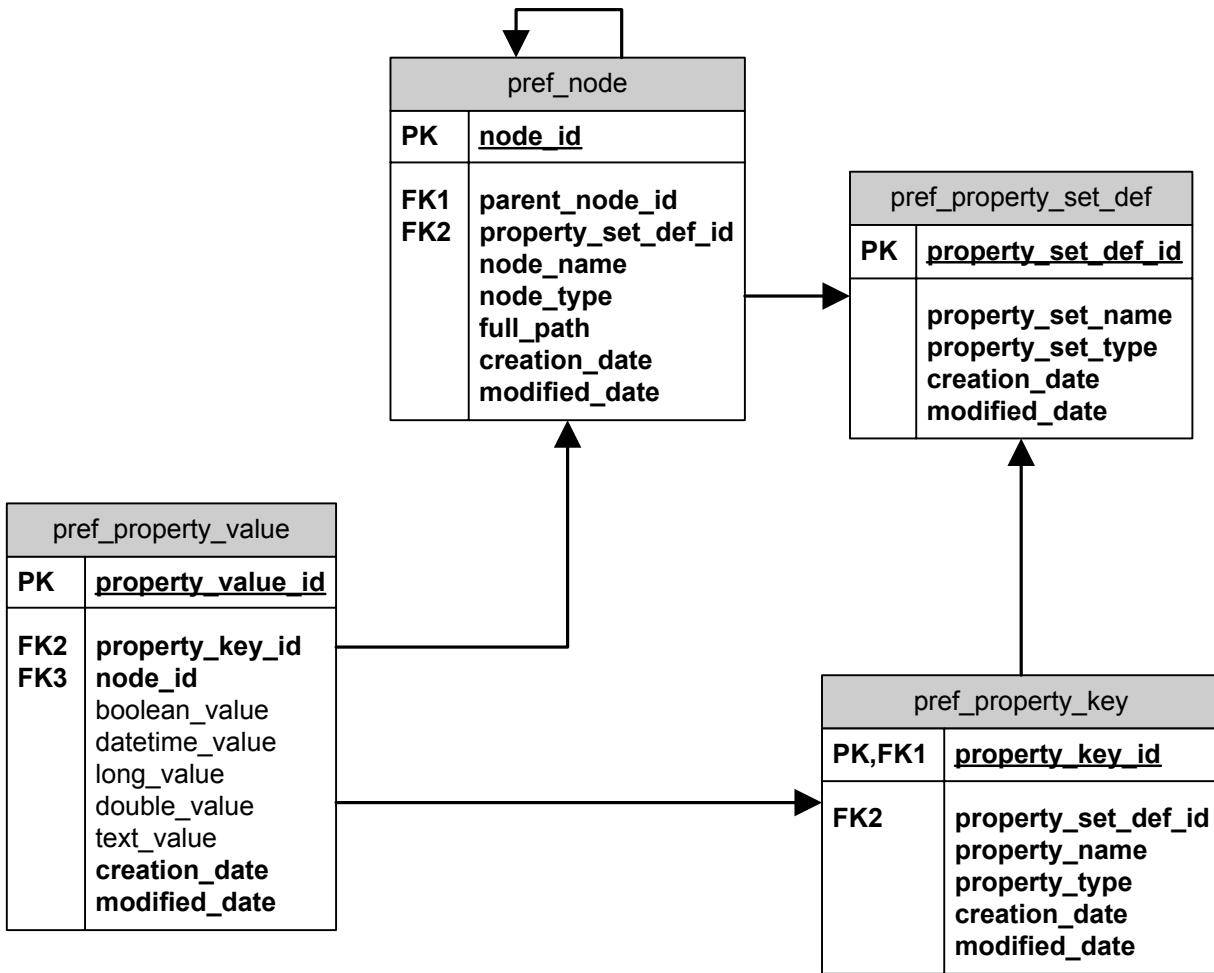 pref_node
PK node_id
FK1 parent_node_id
FK2 property_set_def_id
node_name
node_type
full_path
creation_date
modified_date
pref_property_set_def
PK property_set_def_id
property_set_name
property_set_type
creation_date
modified_date
pref_property_value
PK property_value_id
FK2 property_key_id
FK3 node_id
boolean_value
datetime_value
long_value
double_value
text_value
creation_date
modified_date
pref_property_key
PK,FK1 property_key_id
FK2 property_set_def_id
property_name
property_type
creation_date
modified_date